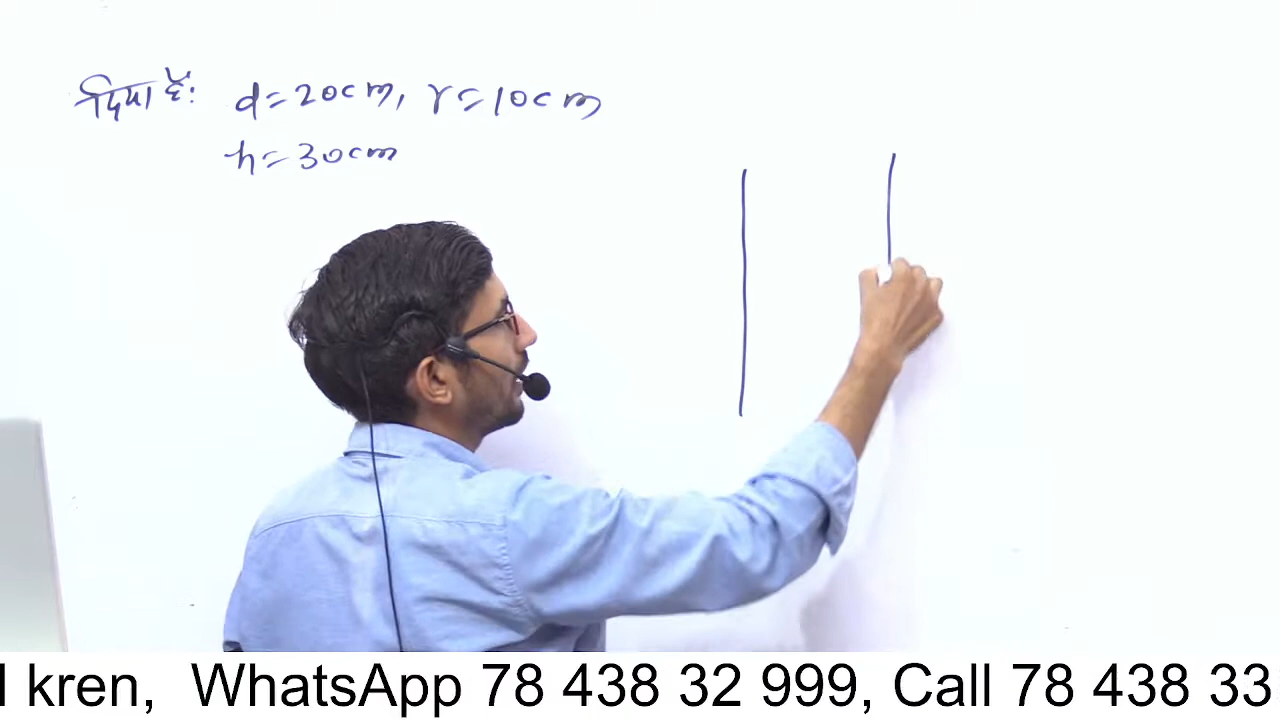 दिया है: d=20cm, r=10cm
h=30cm
l kren, WhatsApp 78 438 32 999, Call 78 438 33